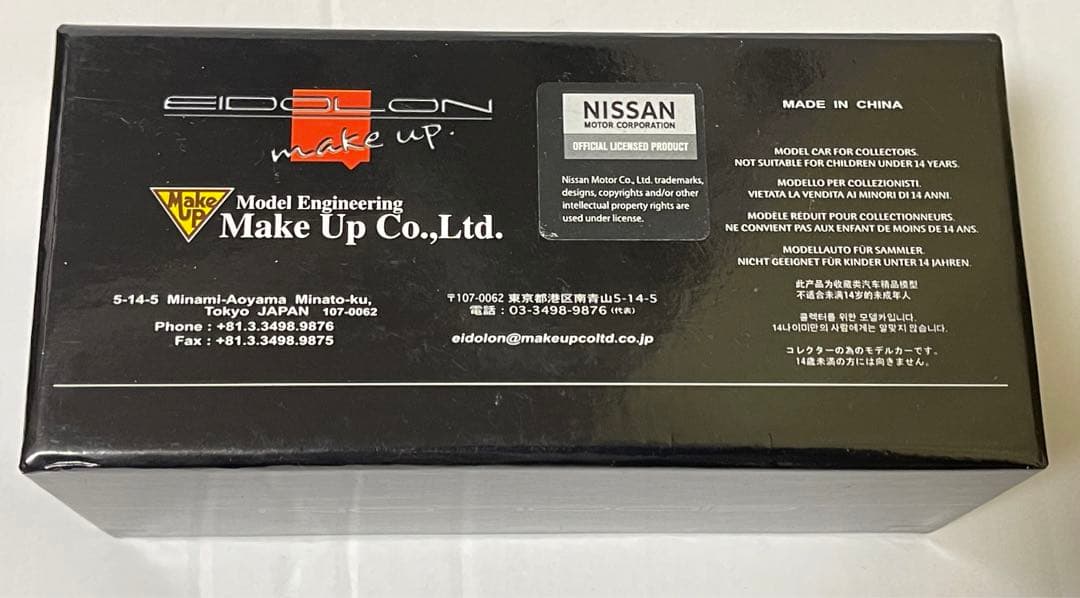 EIDOLON
make up.
Make Up
Model Engineering
Make Up Co.,Ltd.
5-14-5 Minami-Aoyama Minato-ku,
Tokyo JAPAN 107-0062
Phone : +81.3.3498.9876
Fax : +81.3.3498.9875
〒107-0062 東京都港区南青山5-14-5
電話 : 03-3498-9876 (代表)
eidolon@makeupcoltd.co.jp
NISSAN
MOTOR CORPORATION
OFFICIAL LICENSED PRODUCT
Nissan Motor Co., Ltd. trademarks,
designs, copyrights and/or other
intellectual property rights are
used under license.
MADE IN CHINA
MODEL CAR FOR COLLECTORS.
NOT SUITABLE FOR CHILDREN UNDER 14 YEARS.
MODELLO PER COLLEZIONISTI.
VIETATA LA VENDITA AI MINORI DI 14 ANNI.
MODÈLE RÉDUIT POUR COLLECTIONNEURS.
NE CONVIENT PAS AUX ENFANT DE MOINS DE 14 ANS.
MODELLAUTO FÜR SAMMLER.
NICHT GEEIGNET FÜR KINDER UNTER 14 JAHREN.
此产品为收藏类汽车精品模型
不适合未满14岁的未成年人
콜렉터를 위한 모델카입니다.
14나이미만의 사람에게는 알맞지 않습니다.
コレクターの為のモデルカーです。
14歳未満の方には向きません。